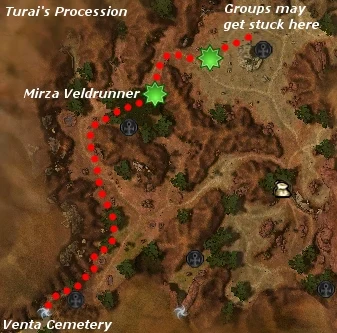 Turai's Procession
Groups may
get stuck here
Mirza Veldrunner
Venta Cemetery